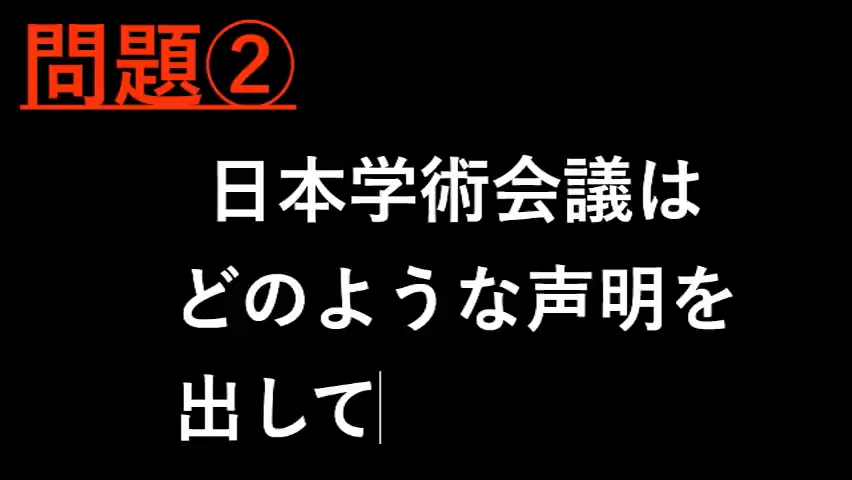 問題②
日本学術会議は
どのような声明を
出して